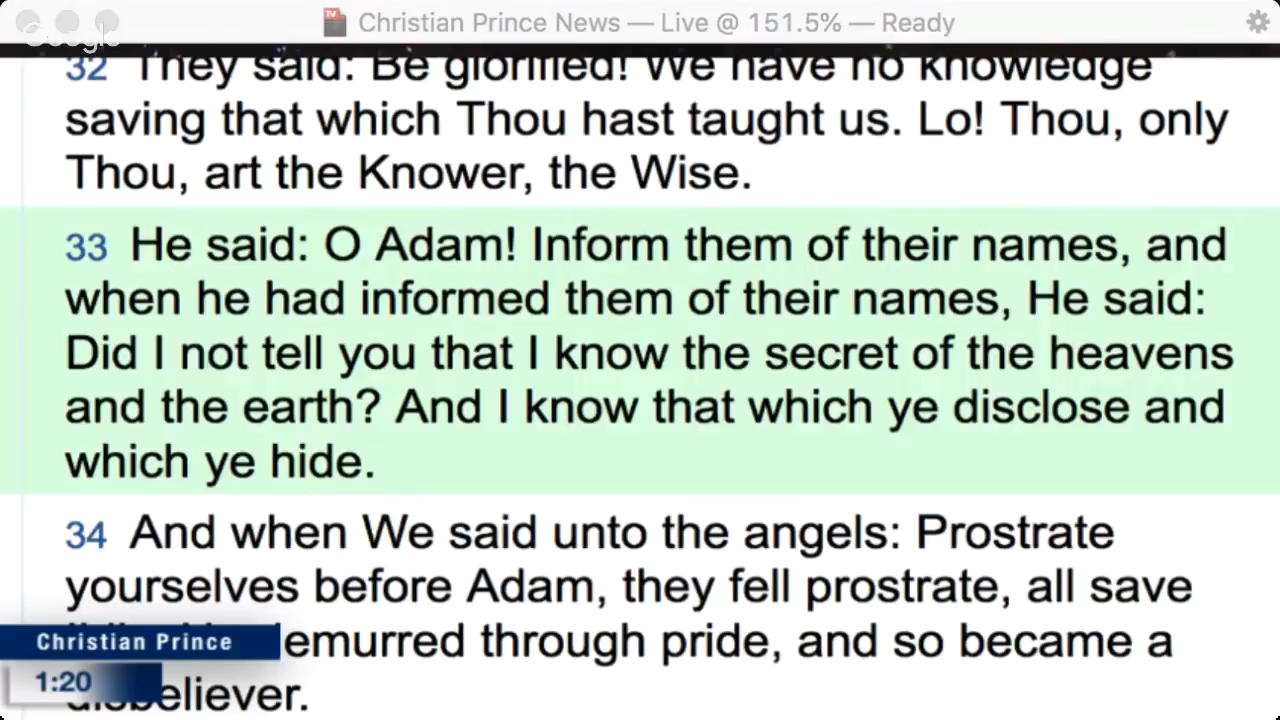 Christian Prince News — Live @ 151.5% — Ready
Google
32 They said: Be glorified! We have no knowledge
saving that which Thou hast taught us. Lo! Thou, only
Thou, art the Knower, the Wise.
33 He said: O Adam! Inform them of their names, and
when he had informed them of their names, He said:
Did I not tell you that I know the secret of the heavens
and the earth? And I know that which ye disclose and
which ye hide.
34 And when We said unto the angels: Prostrate
yourselves before Adam, they fell prostrate, all save
demurred through pride, and so became a
disbeliever.
Christian Prince
1:20